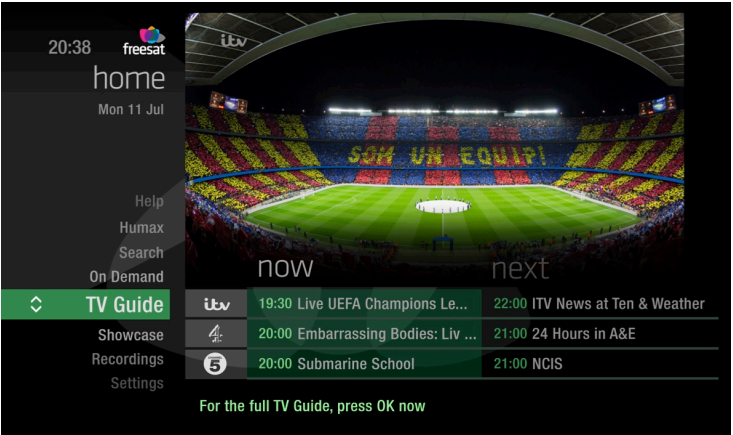 20:38
freesat
home
Mon 11 Jul
itv
SOM UN EQUIP!
Help
Humax
Search
On Demand
TV Guide
Showcase
Recordings
Settings
now next
itv 19:30 Live UEFA Champions Le... 22:00 ITV News at Ten & Weather
4 20:00 Embarrassing Bodies: Liv ... 21:00 24 Hours in A&E
5 20:00 Submarine School 21:00 NCIS
For the full TV Guide, press OK now